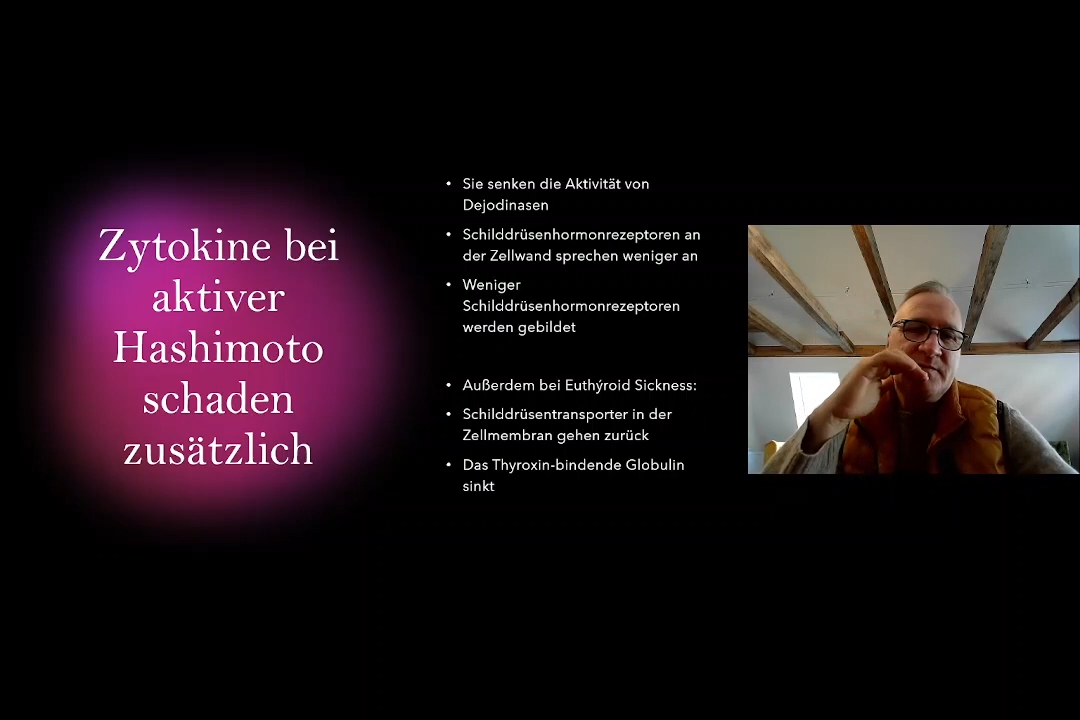 Zytokine bei
aktiver
Hashimoto
schaden
zusätzlich
• Sie senken die Aktivität von
Dejodinasen
• Schilddrüsenhormonrezeptoren an
der Zellwand sprechen weniger an
• Weniger
Schilddrüsenhormonrezeptoren
werden gebildet
• Außerdem bei Euthýroid Sickness:
• Schilddrüsentransporter in der
Zellmembran gehen zurück
• Das Thyroxin-bindende Globulin
sinkt